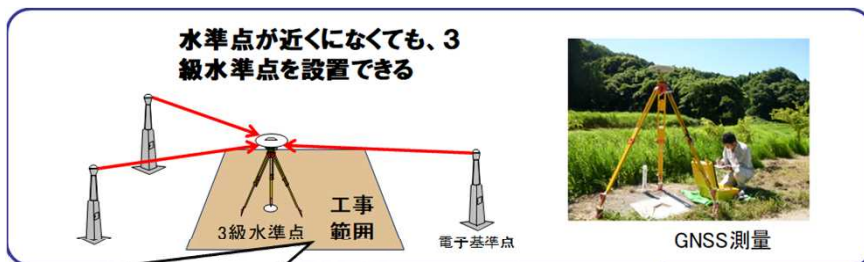 水準点が近くになくても、3
級水準点を設置できる
工事
範囲
3級水準点
電子基準点
GNSS測量